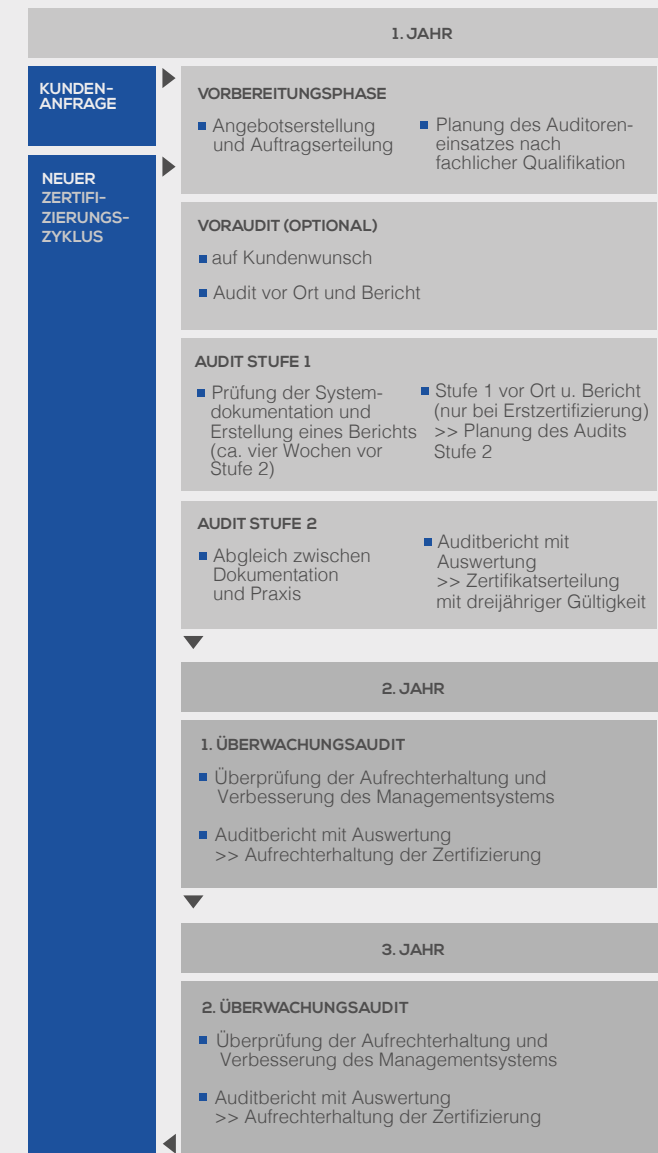 1. JAHR
KUNDEN-
ANFRAGE
NEUER
ZERTIFI-
ZIERUNGS-
ZYKLUS
VORBEREITUNGSPHASE
Angebotserstellung
und Auftragserteilung
Planung des Auditoren-
einsatzes nach
fachlicher Qualifikation
VORAUDIT (OPTIONAL)
auf Kundenwunsch
Audit vor Ort und Bericht
AUDIT STUFE 1
Prüfung der System-
dokumentation und
Erstellung eines Berichts
(ca. vier Wochen vor
Stufe 2)
Stufe 1 vor Ort u. Bericht
(nur bei Erstzertifizierung)
>> Planung des Audits
Stufe 2
AUDIT STUFE 2
Abgleich zwischen
Dokumentation
und Praxis
Auditbericht mit
Auswertung
>> Zertifikatserteilung
mit dreijähriger Gültigkeit
2. JAHR
1. ÜBERWACHUNGSAUDIT
Überprüfung der Aufrechterhaltung und
Verbesserung des Managementsystems
Auditbericht mit Auswertung
>> Aufrechterhaltung der Zertifizierung
3. JAHR
2. ÜBERWACHUNGSAUDIT
Überprüfung der Aufrechterhaltung und
Verbesserung des Managementsystems
Auditbericht mit Auswertung
>> Aufrechterhaltung der Zertifizierung